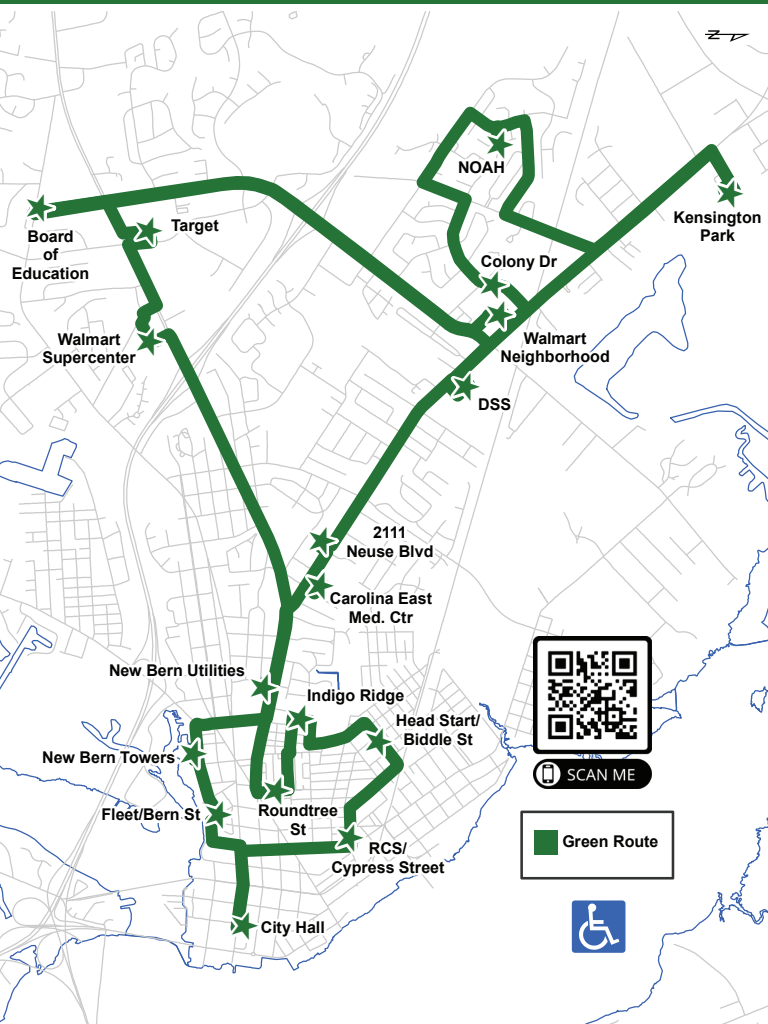 Z
NOAH
Kensington
Park
Board
of
Education
Target
Colony Dr
Walmart
Supercenter
Walmart
Neighborhood
DSS
2111
Neuse Blvd
Carolina East
Med. Ctr
New Bern Utilities
Indigo Ridge
Head Start/
Biddle St
New Bern Towers
SCAN ME
Fleet/Bern St
Roundtree
St
Green Route
RCS/
Cypress Street
City Hall